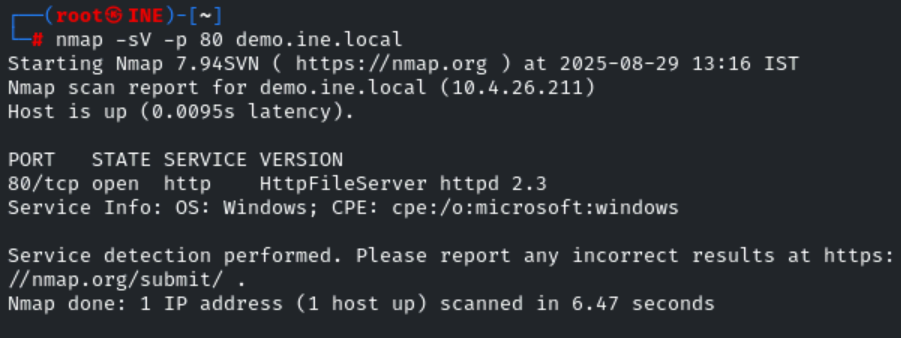 ┌──(root㉿INE)-[~]
└─# nmap -sV -p 80 demo.ine.local
Starting Nmap 7.94SVN ( https://nmap.org ) at 2025-08-29 13:16 IST
Nmap scan report for demo.ine.local (10.4.26.211)
Host is up (0.0095s latency).

PORT   STATE SERVICE VERSION
80/tcp open  http    HttpFileServer httpd 2.3
Service Info: OS: Windows; CPE: cpe:/o:microsoft:windows

Service detection performed. Please report any incorrect results at https:
//nmap.org/submit/ .
Nmap done: 1 IP address (1 host up) scanned in 6.47 seconds